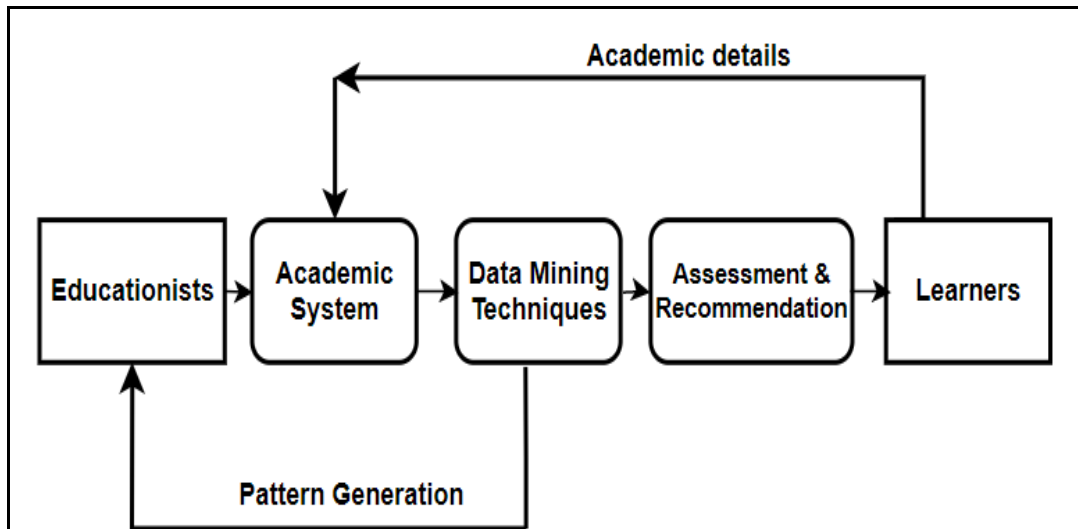 Academic details
Educationists
Academic
System
Data Mining
Techniques
Assessment &
Recommendation
Learners
Pattern Generation